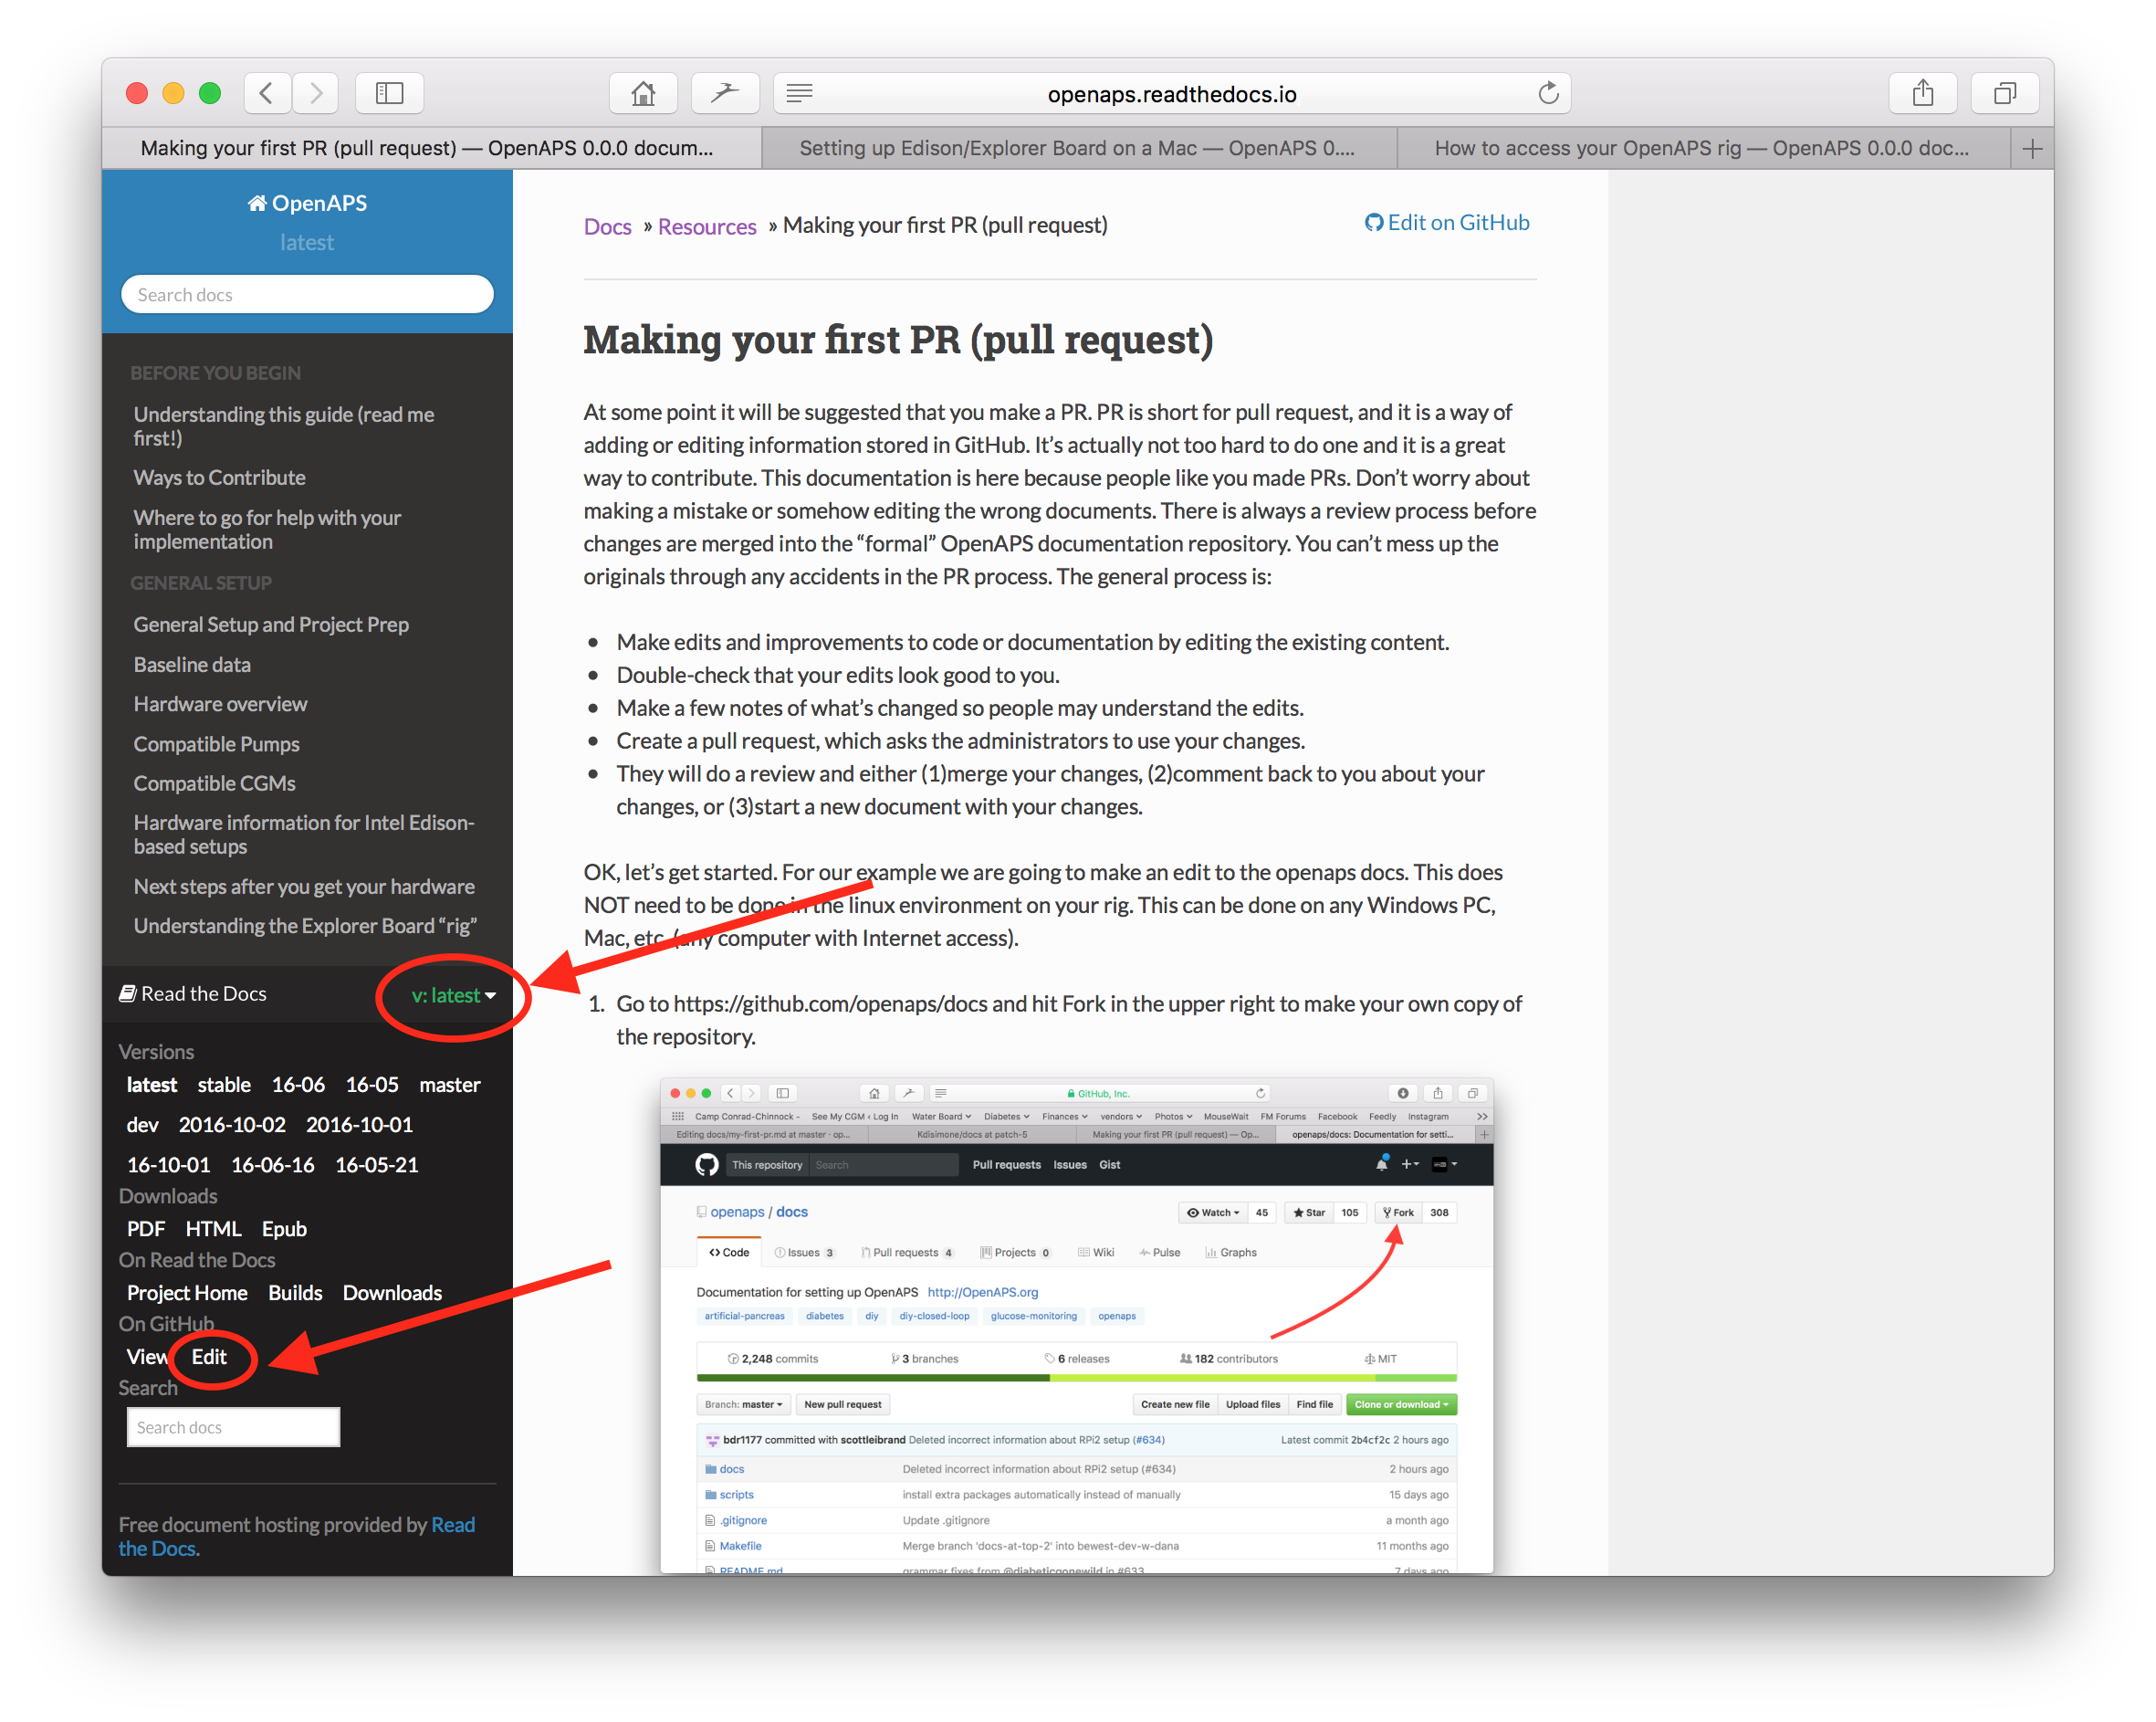 openaps.readthedocs.io
Making your first PR (pull request) — OpenAPS 0.0.0 docum...
Setting up Edison/Explorer Board on a Mac — OpenAPS 0....
How to access your OpenAPS rig — OpenAPS 0.0.0 doc...
OpenAPS
latest
Search docs
BEFORE YOU BEGIN
Understanding this guide (read me
first!)
Ways to Contribute
Where to go for help with your
implementation
GENERAL SETUP
General Setup and Project Prep
Baseline data
Hardware overview
Compatible Pumps
Compatible CGMs
Hardware information for Intel Edison-
based setups
Next steps after you get your hardware
Understanding the Explorer Board “rig”
Read the Docs
v: latest
Versions
latest stable 16-06 16-05 master
dev 2016-10-02 2016-10-01
16-10-01 16-06-16 16-05-21
Downloads
PDF HTML Epub
On Read the Docs
Project Home Builds Downloads
On GitHub
View Edit
Search
Search docs
Free document hosting provided by Read
the Docs.
Docs » Resources » Making your first PR (pull request)
Edit on GitHub
Making your first PR (pull request)
At some point it will be suggested that you make a PR. PR is short for pull request, and it is a way of
adding or editing information stored in GitHub. It’s actually not too hard to do one and it is a great
way to contribute. This documentation is here because people like you made PRs. Don’t worry about
making a mistake or somehow editing the wrong documents. There is always a review process before
changes are merged into the “formal” OpenAPS documentation repository. You can’t mess up the
originals through any accidents in the PR process. The general process is:
• Make edits and improvements to code or documentation by editing the existing content.
• Double-check that your edits look good to you.
• Make a few notes of what’s changed so people may understand the edits.
• Create a pull request, which asks the administrators to use your changes.
• They will do a review and either (1)merge your changes, (2)comment back to you about your
changes, or (3)start a new document with your changes.
OK, let’s get started. For our example we are going to make an edit to the openaps docs. This does
NOT need to be done in the linux environment on your rig. This can be done on any Windows PC,
Mac, etc. (any computer with Internet access).
1. Go to https://github.com/openaps/docs and hit Fork in the upper right to make your own copy of
the repository.
GitHub, Inc.
Camp Conrad-Chinnock - See My CGM ‹ Log In Water Board Diabetes Finances vendors Photos MouseWait FM Forums Facebook Feedly Instagram >>
Editing docs/my-first-pr.md at master · op...
Kdisimone/docs at patch-5
Making your first PR (pull request) — Op...
openaps/docs: Documentation for setti...
This repository Search Pull requests Issues Gist
openaps / docs
Watch 45 Star 105 Fork 308
Code Issues 3 Pull requests 4 Projects 0 Wiki Pulse Graphs
Documentation for setting up OpenAPS http://OpenAPS.org
artificial-pancreas diabetes diy diy-closed-loop glucose-monitoring openaps
2,248 commits 3 branches 6 releases 182 contributors MIT
Branch: master New pull request Create new file Upload files Find file Clone or download
bdr1177 committed with scottleibrand Deleted incorrect information about RPi2 setup (#634) Latest commit 2b4cf2c 2 hours ago
docs Deleted incorrect information about RPi2 setup (#634) 2 hours ago
scripts install extra packages automatically instead of manually 15 days ago
.gitignore Update .gitignore a month ago
Makefile Merge branch 'docs-at-top-2' into bewest-dev-w-dana 11 months ago
README.md grammar fixes from @diabeticgonewild in #633 7 days ago